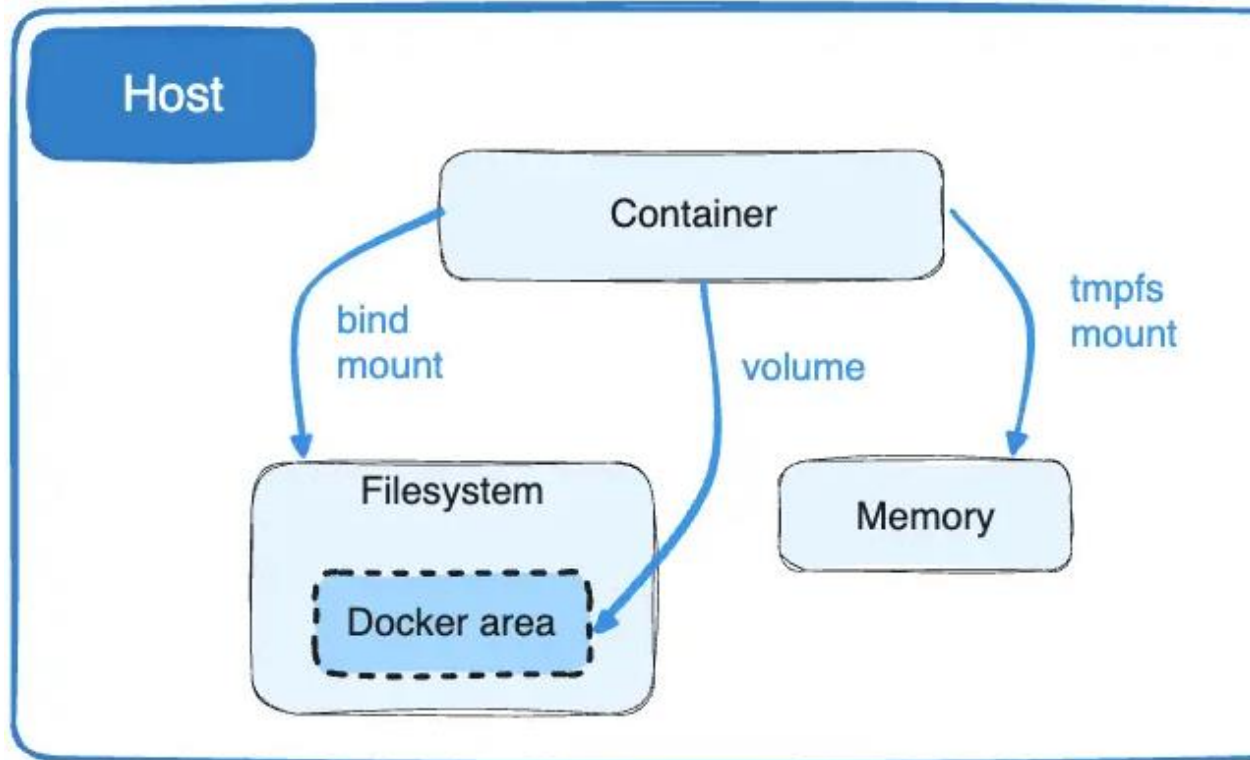 Host
Container
bind
mount
volume
tmpfs
mount
Filesystem
Docker area
Memory